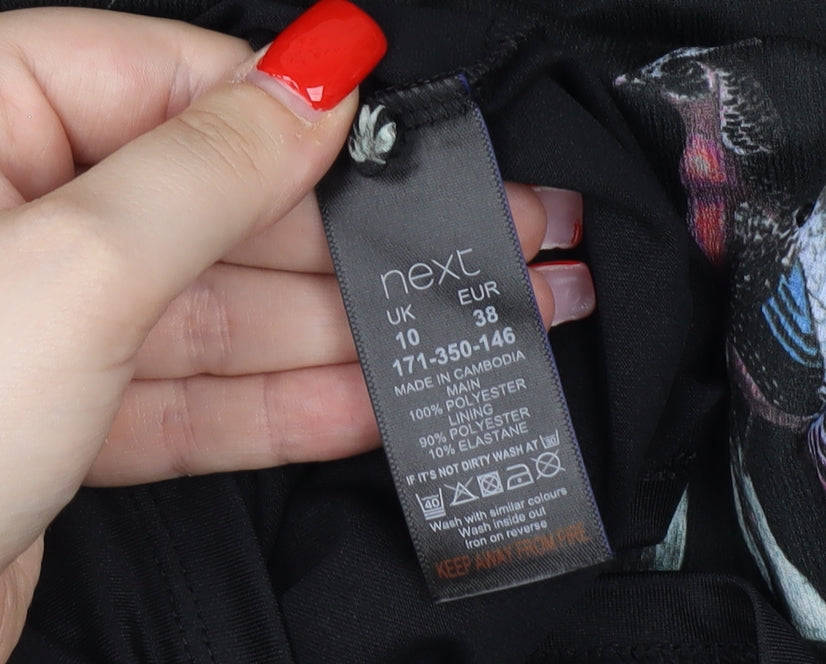 next
UK EUR
10 38
171-350-146
MADE IN CAMBODIA
MAIN
100% POLYESTER
LINING
90% POLYESTER
10% ELASTANE
IF IT'S NOT DIRTY WASH AT 30
40
Wash with similar colours
Wash inside out
Iron on reverse
KEEP AWAY FROM FIRE